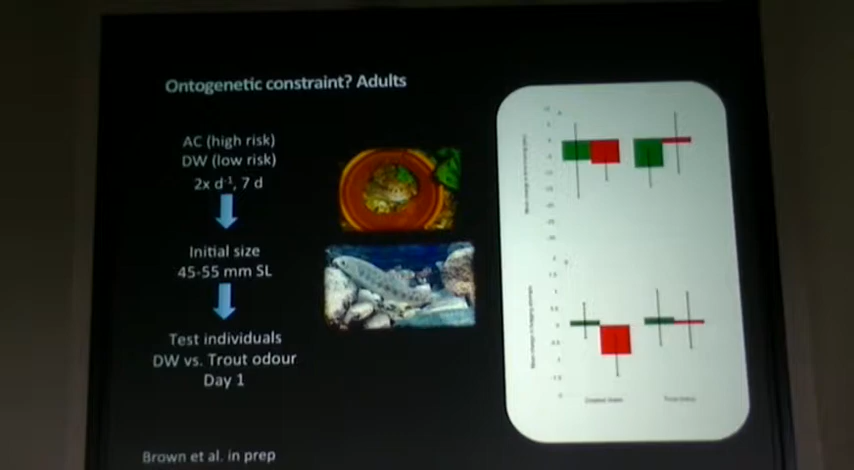 Ontogenetic constraint? Adults
AC (high risk)
DW (low risk)
2x d⁻¹, 7 d
Initial size
45-55 mm SL
Test individuals
DW vs. Trout odour
Day 1
Brown et al. in prep